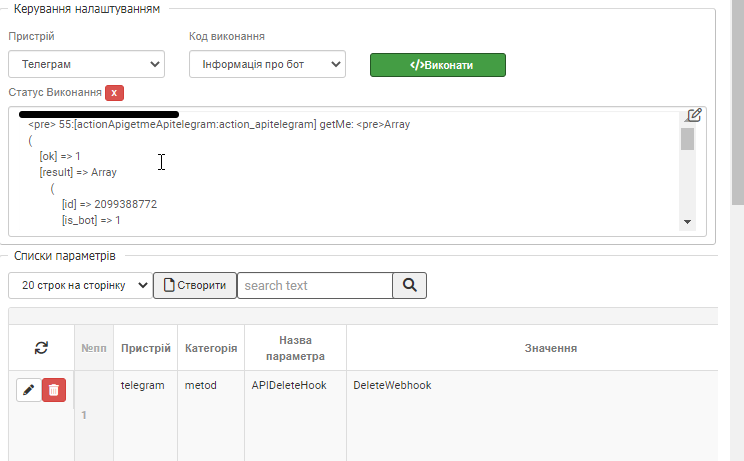 Керування налаштуванням
Пристрій
Код виконання
Телеграм
Інформація про бот
</>Виконати
Статус Виконання x
<pre> 55:[actionApigetmeApitelegram:action_apitelegram] getMe: <pre>Array
(
[ok] => 1
[result] => Array
(
[id] => 2099388772
[is_bot] => 1
Списки параметрів
20 строк на сторінку
Створити
search text
№пп
Пристрій
Категорія
Назва
параметра
Значення
telegram
metod
APIDeleteHook
DeleteWebhook
1